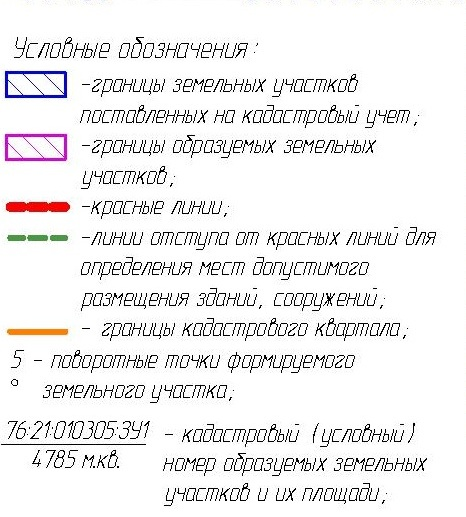 Условные обозначения:
-границы земельных участков
поставленных на кадастровый учет;
-границы образуемых земельных
участков;
-красные линии;
-линии отступа от красных линий для
определения мест допустимого
размещения зданий, сооружений;
- границы кадастрового квартала;
5 - поворотные точки формируемого
земельного участка;
76:21:010305:ЗУ1 - кадастровый (условный)
4785 м.кв. номер образуемых земельных
участков и их площади;